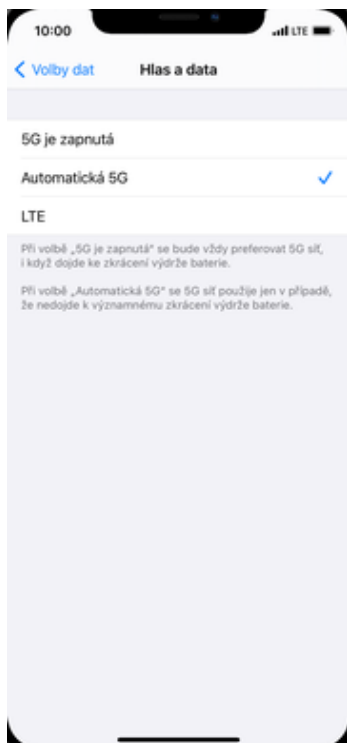 10:00 LTE
Volby dat Hlas a data
5G je zapnutá
Automatická 5G
LTE
Při volbě „5G je zapnutá“ se bude vždy preferovat 5G síť,
i když dojde ke zkrácení výdrže baterie.
Při volbě „Automatická 5G“ se 5G síť použije jen v případě,
že nedojde k významnému zkrácení výdrže baterie.